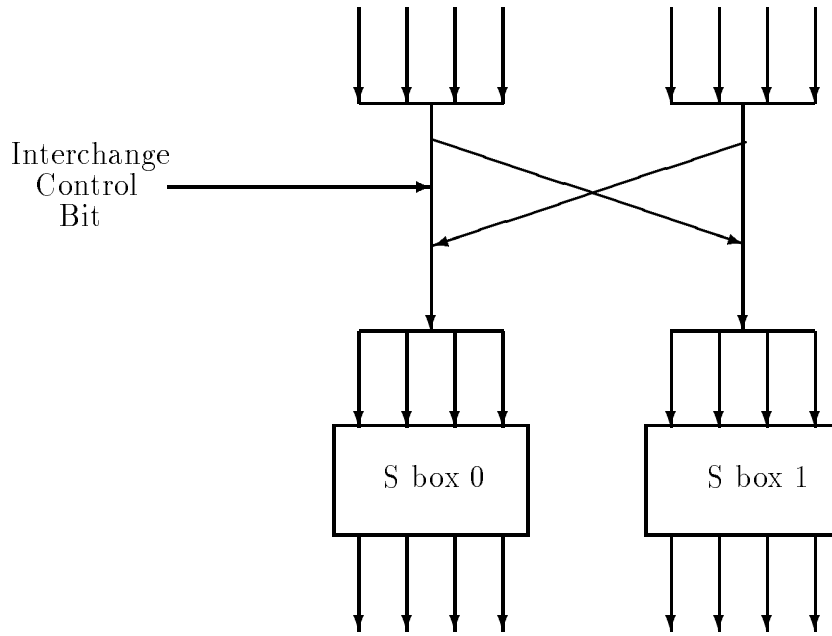 Interchange
Control
Bit
S box 0
S box 1